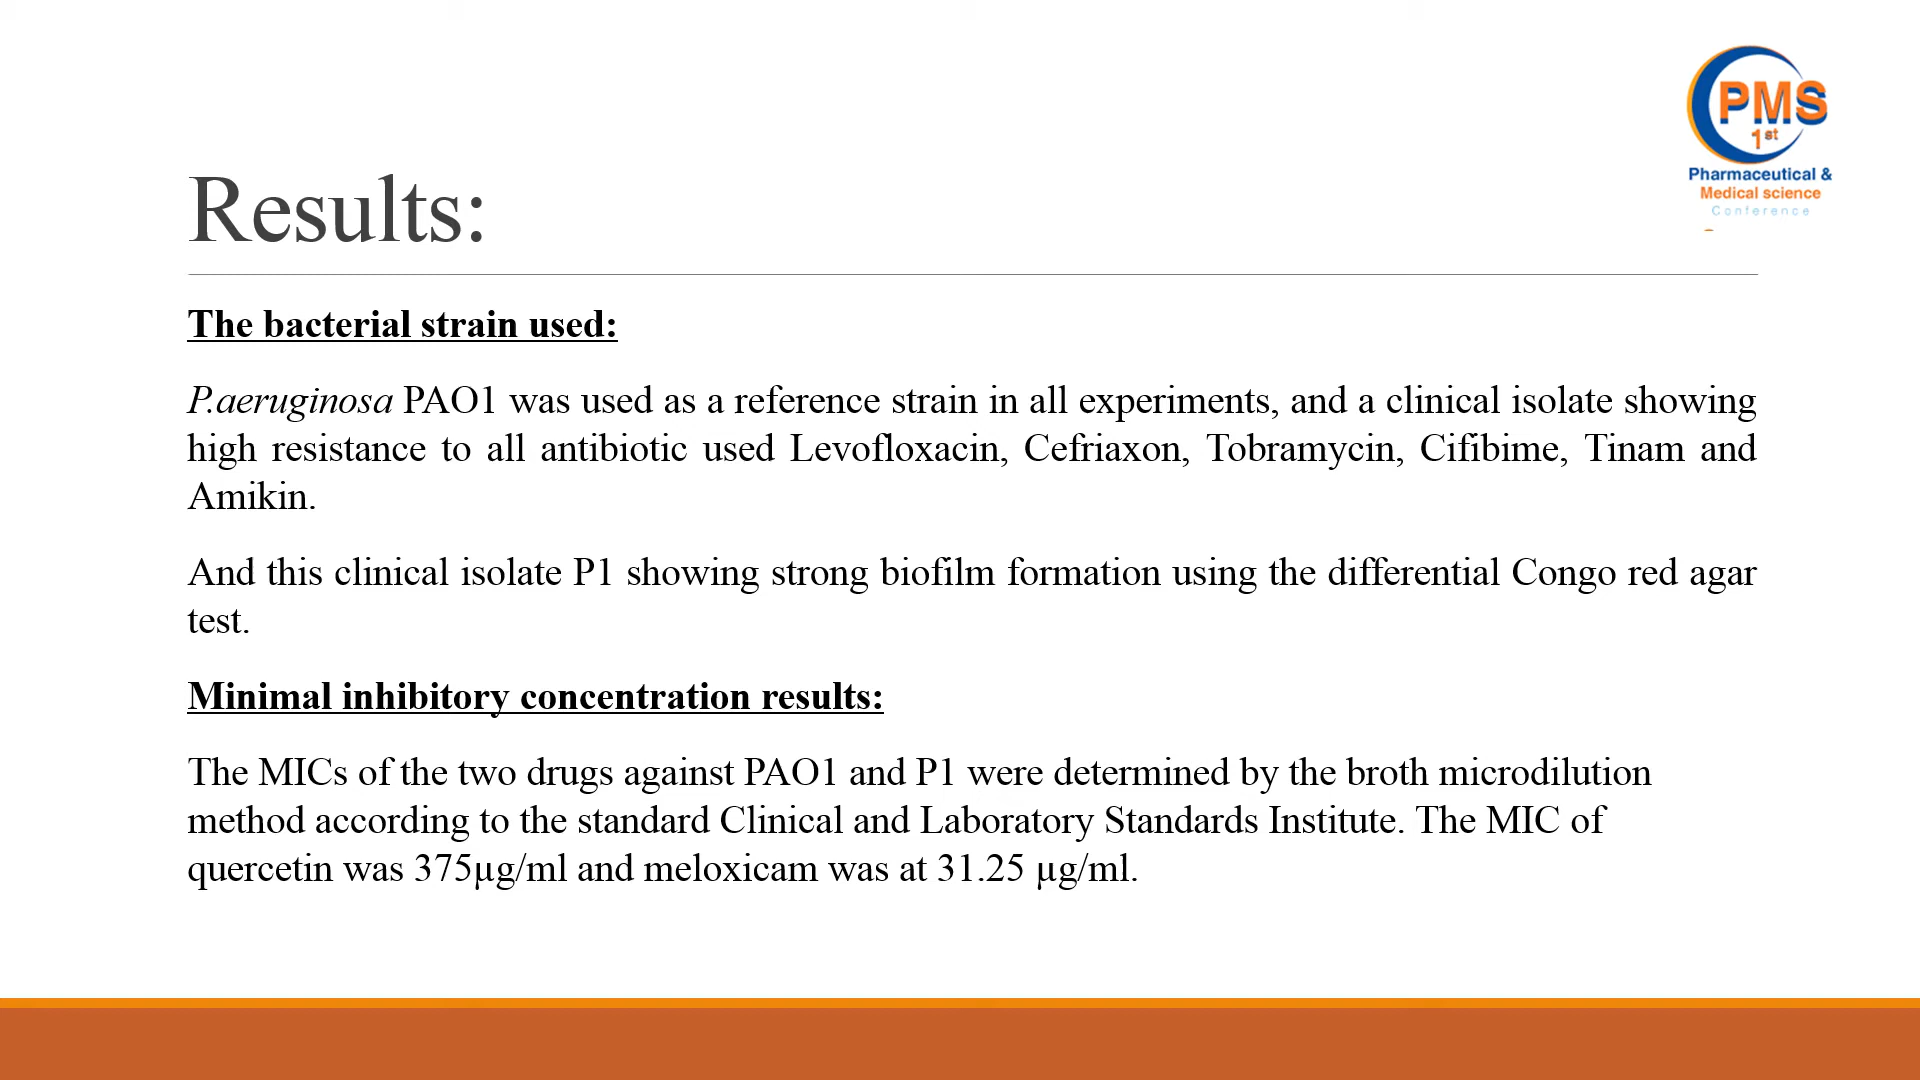 PMS
1st
Pharmaceutical &
Medical science
Conference
Results:
The bacterial strain used:
P.aeruginosa PAO1 was used as a reference strain in all experiments, and a clinical isolate showing
high resistance to all antibiotic used Levofloxacin, Cefriaxon, Tobramycin, Cifibime, Tinam and
Amikin.
And this clinical isolate P1 showing strong biofilm formation using the differential Congo red agar
test.
Minimal inhibitory concentration results:
The MICs of the two drugs against PAO1 and P1 were determined by the broth microdilution
method according to the standard Clinical and Laboratory Standards Institute. The MIC of
quercetin was 375µg/ml and meloxicam was at 31.25 µg/ml.